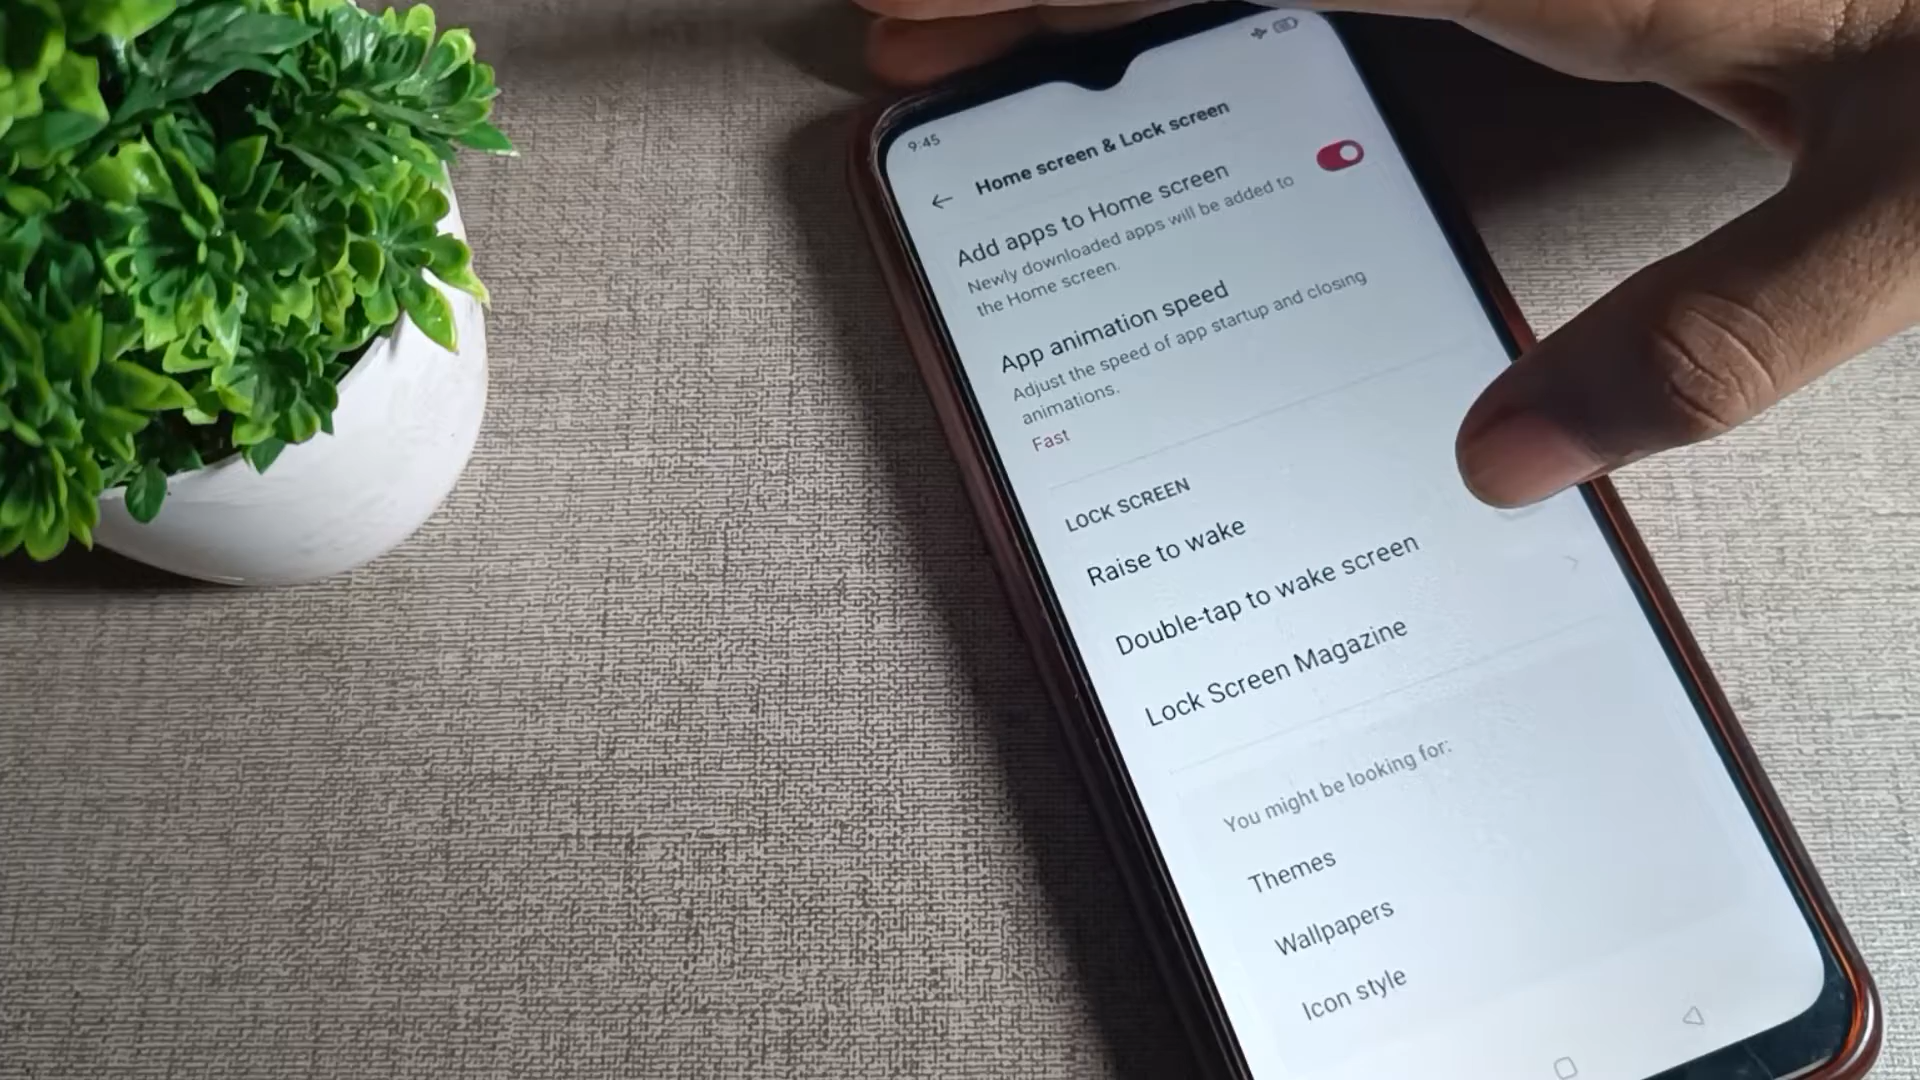 9:45
Home screen & Lock screen
Add apps to Home screen
Newly downloaded apps will be added to
the Home screen.
App animation speed
Adjust the speed of app startup and closing
animations.
Fast
LOCK SCREEN
Raise to wake
Double-tap to wake screen
Lock Screen Magazine
You might be looking for:
Themes
Wallpapers
Icon style